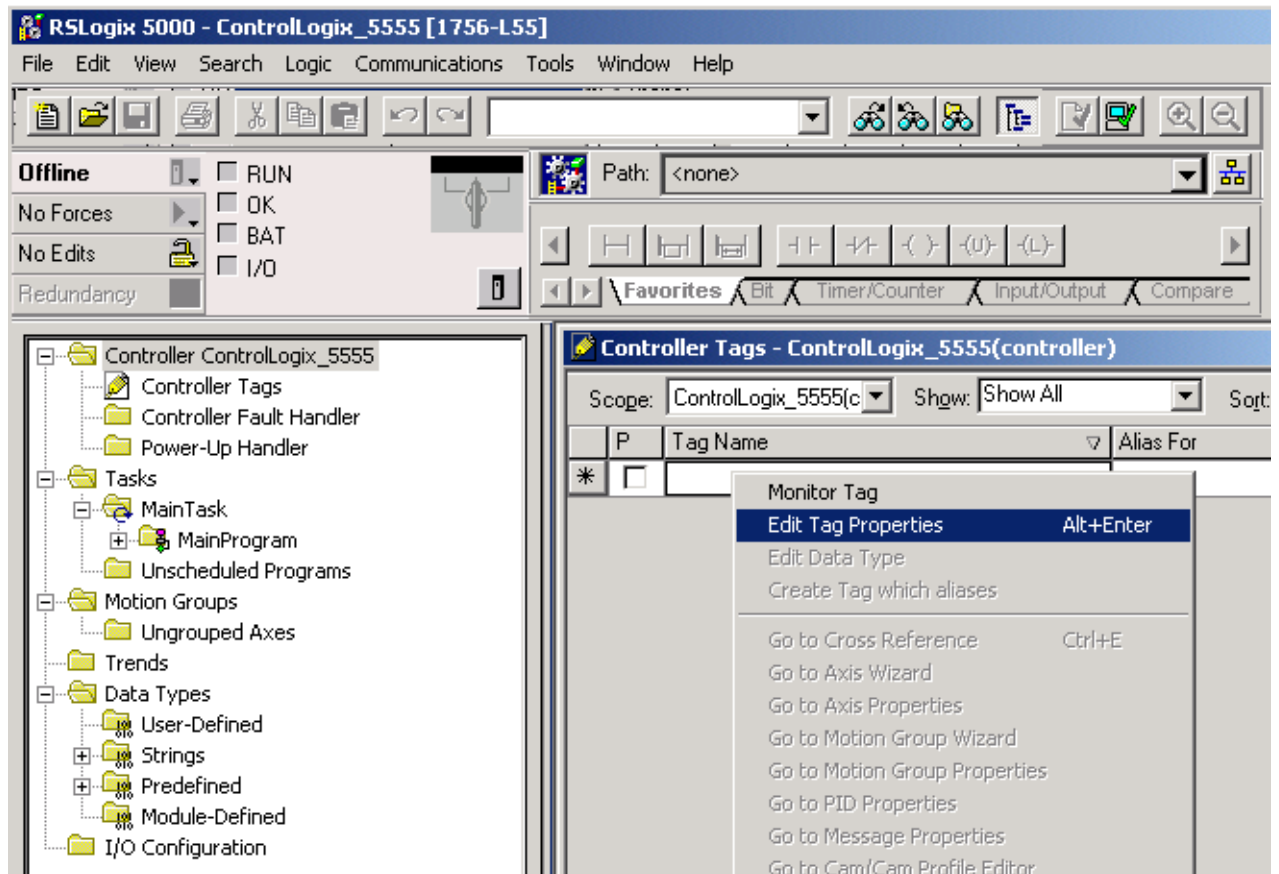 RSLogix 5000 - ControlLogix_5555 [1756-L55]
File Edit View Search Logic Communications Tools Window Help
Offline
RUN
No Forces
OK
BAT
No Edits
I/O
Redundancy
Path: <none>
Favorites Bit Timer/Counter Input/Output Compare
Controller ControlLogix_5555
Controller Tags
Controller Fault Handler
Power-Up Handler
Tasks
MainTask
MainProgram
Unscheduled Programs
Motion Groups
Ungrouped Axes
Trends
Data Types
User-Defined
Strings
Predefined
Module-Defined
I/O Configuration
Controller Tags - ControlLogix_5555(controller)
Scope: ControlLogix_5555(c Show: Show All Sort:
P Tag Name Alias For
Monitor Tag
Edit Tag Properties Alt+Enter
Edit Data Type
Create Tag which aliases
Go to Cross Reference Ctrl+E
Go to Axis Wizard
Go to Axis Properties
Go to Motion Group Wizard
Go to Motion Group Properties
Go to PID Properties
Go to Message Properties
Go to Cam/Cam Profile Editor